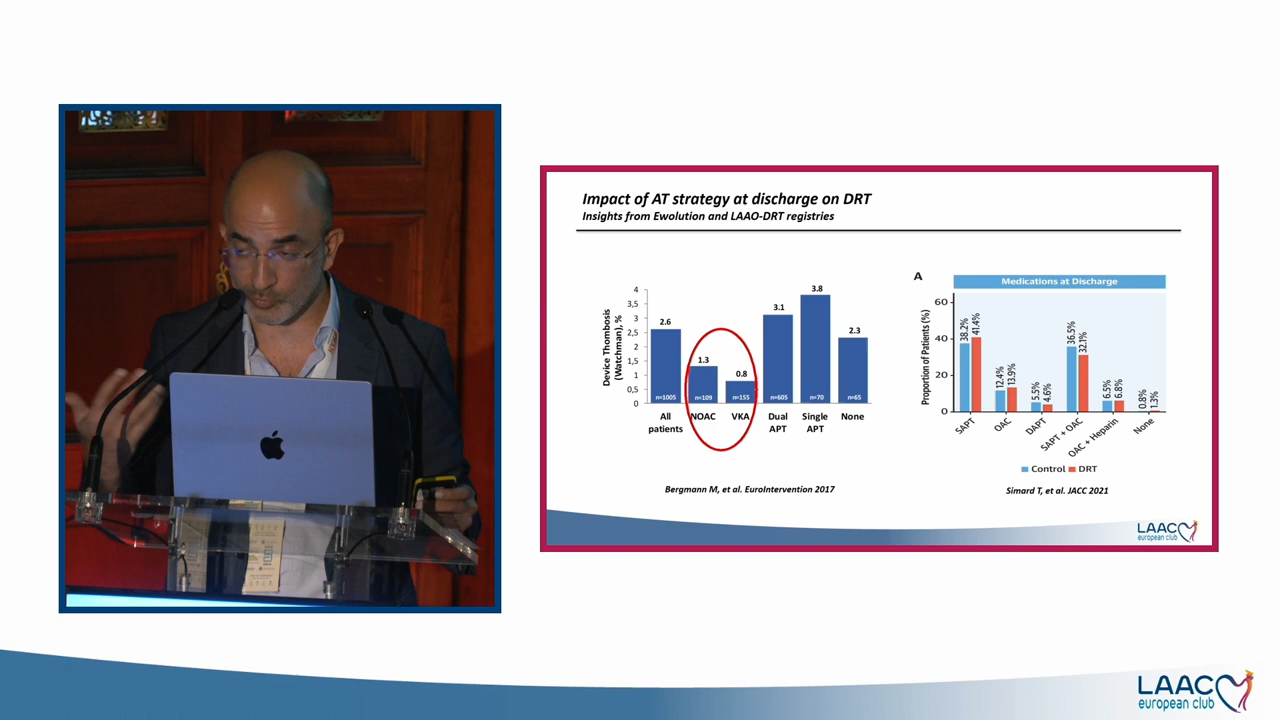 Impact of AT strategy at discharge on DRT
Insights from Ewolution and LAAO-DRT registries
Device Thombosis
(Watchman), %
4
3,5
3
2,5
2
1,5
1
0,5
0
2.6
1.3
0.8
3.1
3.8
2.3
n=1005
n=109
n=155
n=605
n=70
n=65
All patients
NOAC
VKA
Dual APT
Single APT
None
Bergmann M, et al. EuroIntervention 2017
A
Medications at Discharge
Proportion of Patients (%)
60
40
20
0
38.2%
41.4%
12.4%
13.9%
5.5%
4.6%
36.5%
32.1%
6.5%
6.8%
0.8%
1.3%
SAPT
OAC
DAPT
SAPT + OAC
OAC + Heparin
None
Control DRT
Simard T, et al. JACC 2021
LAAC
european club
LAAC
european club